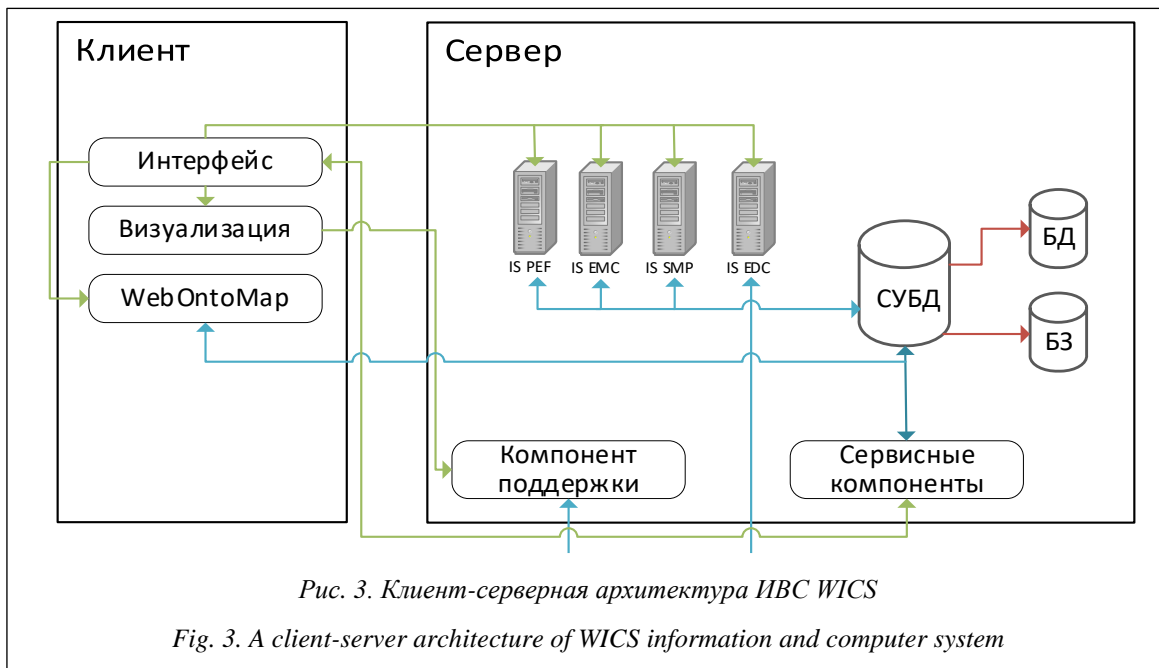 Клиент
Сервер
Интерфейс
Визуализация
WebOntoMap
IS PEF
IS EMC
IS SMP
IS EDC
СУБД
БД
БЗ
Компонент
поддержки
Сервисные
компоненты
Рис. 3. Клиент-серверная архитектура ИВС WICS
Fig. 3. A client-server architecture of WICS information and computer system